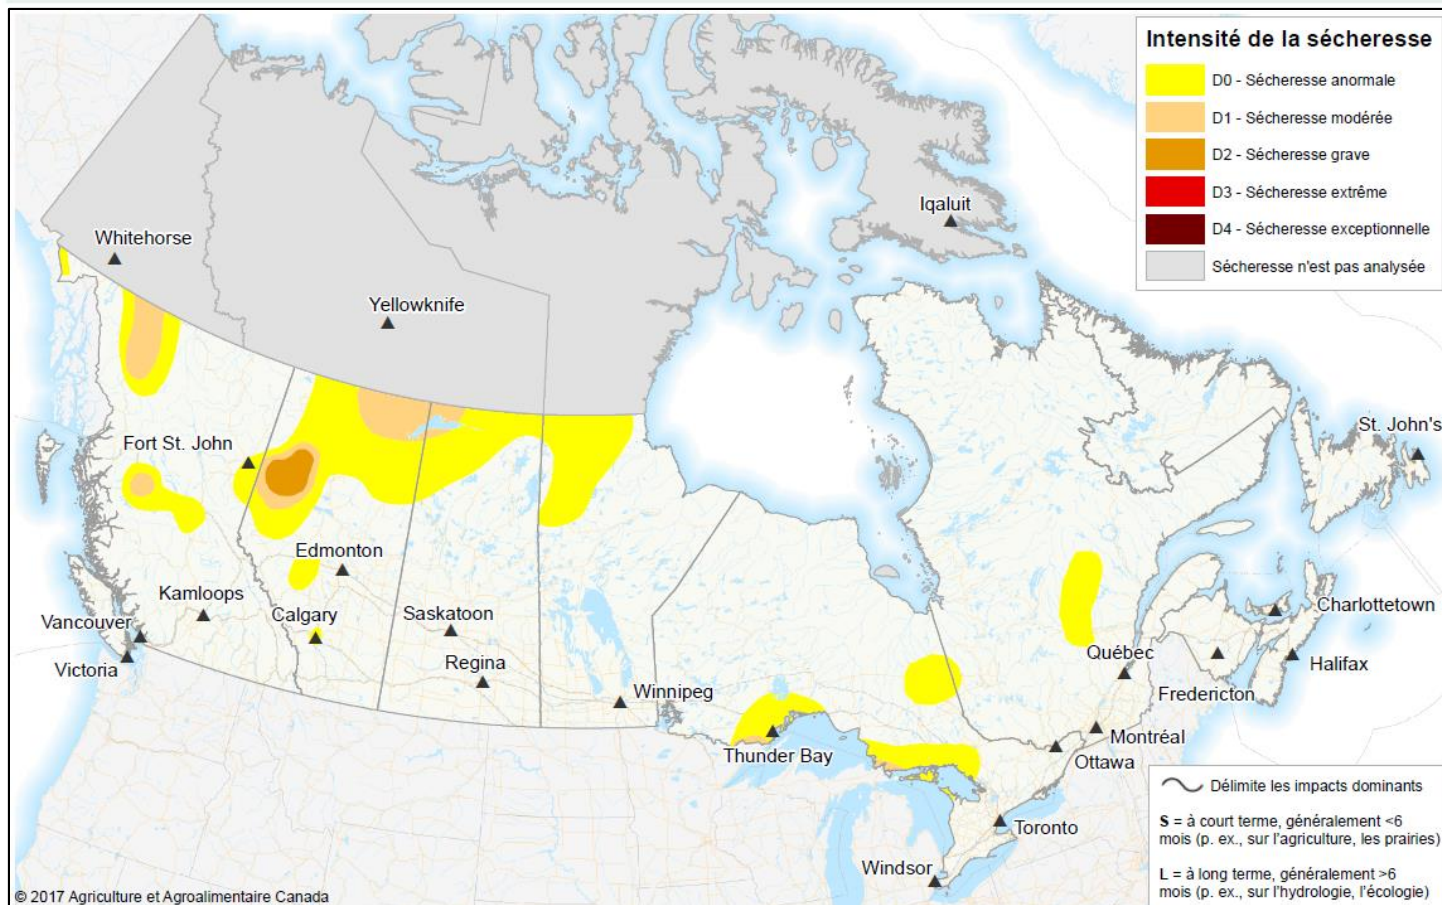 Intensité de la sécheresse
D0 - Sécheresse anormale
D1 - Sécheresse modérée
D2 - Sécheresse grave
D3 - Sécheresse extrême
D4 - Sécheresse exceptionnelle
Sécheresse n'est pas analysée
Iqaluit
Whitehorse
Yellowknife
Fort St. John
St. John's
Edmonton
Kamloops
Calgary
Saskatoon
Charlottetown
Vancouver
Victoria
Regina
Québec
Halifax
Winnipeg
Fredericton
Thunder Bay
Montréal
Ottawa
Toronto
Windsor
Délimite les impacts dominants
S = à court terme, généralement <6
mois (p. ex., sur l'agriculture, les prairies)
L = à long terme, généralement >6
mois (p. ex., sur l'hydrologie, l'écologie)
© 2017 Agriculture et Agroalimentaire Canada